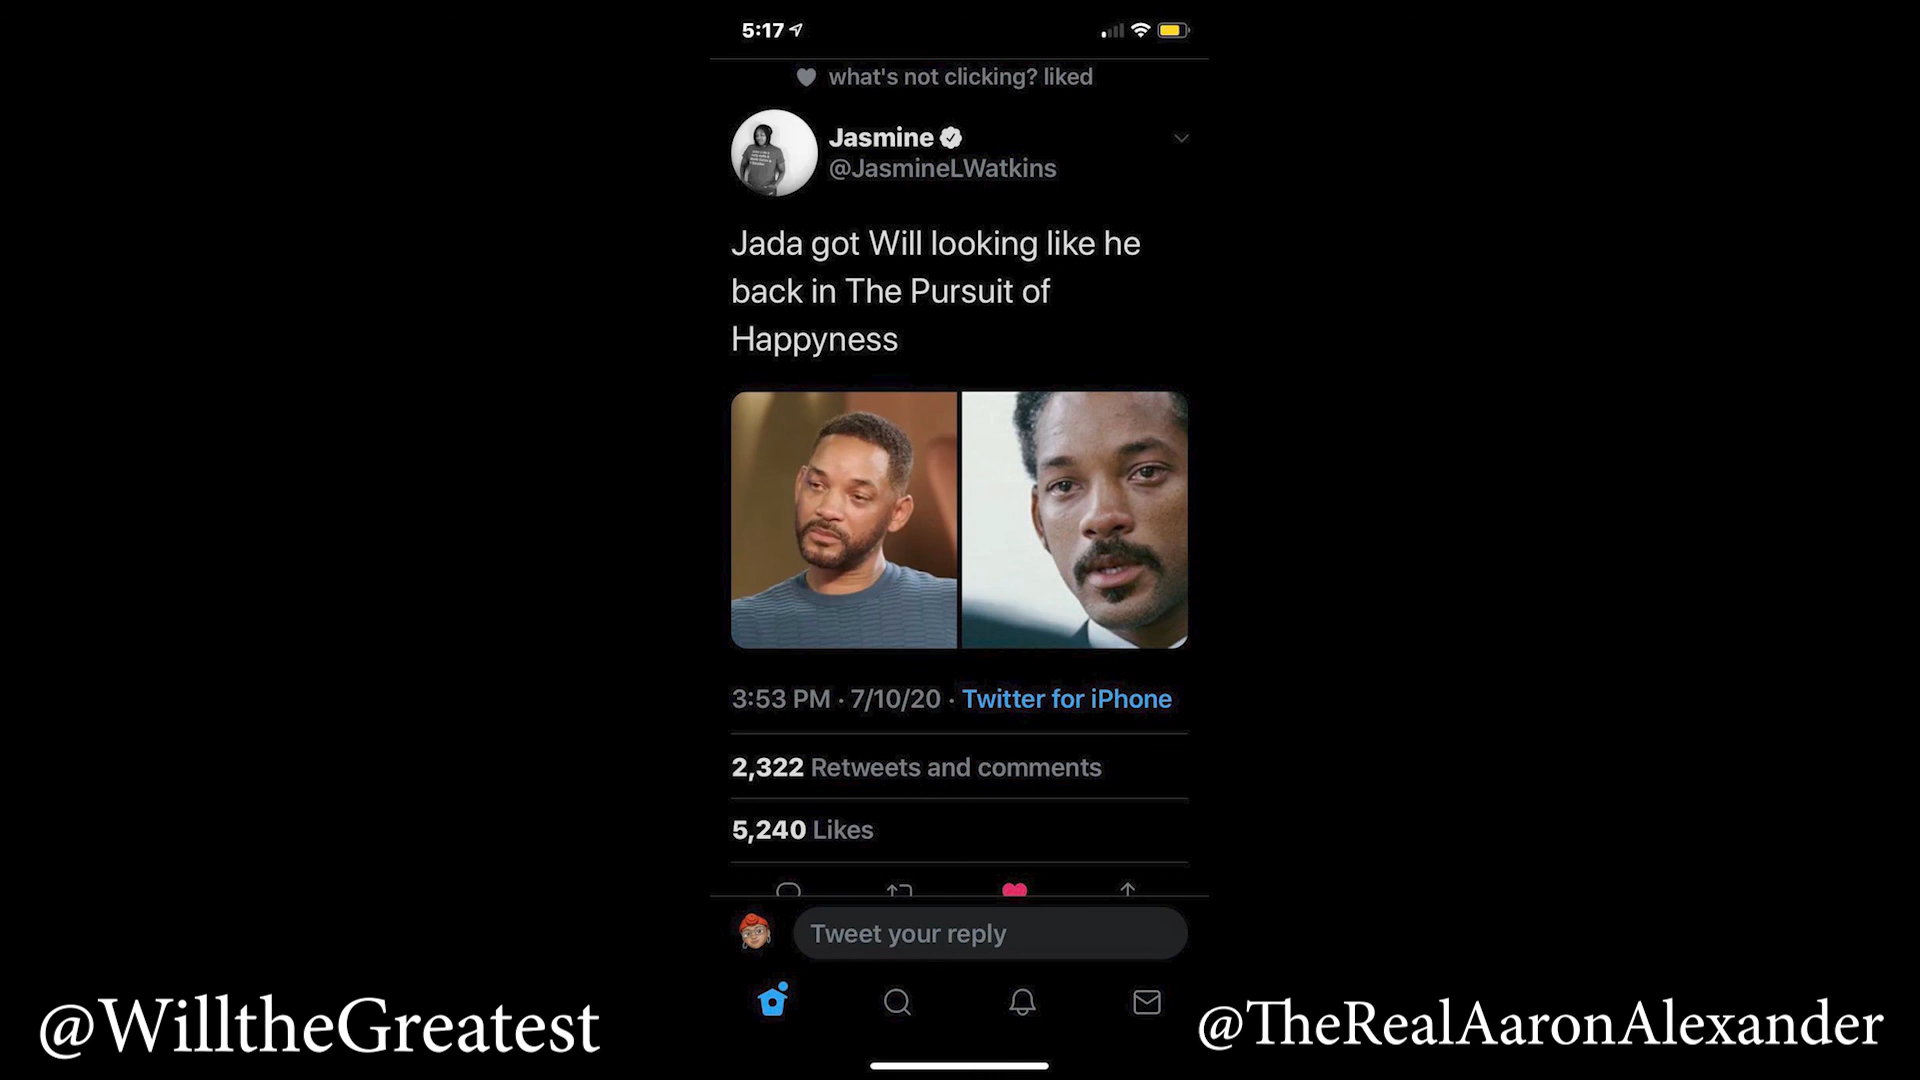 5:17
what's not clicking? liked
Jasmine
@JasmineLWatkins
Jada got Will looking like he
back in The Pursuit of
Happyness
3:53 PM · 7/10/20 · Twitter for iPhone
2,322 Retweets and comments
5,240 Likes
Tweet your reply
@WilltheGreatest
@TheRealAaronAlexander